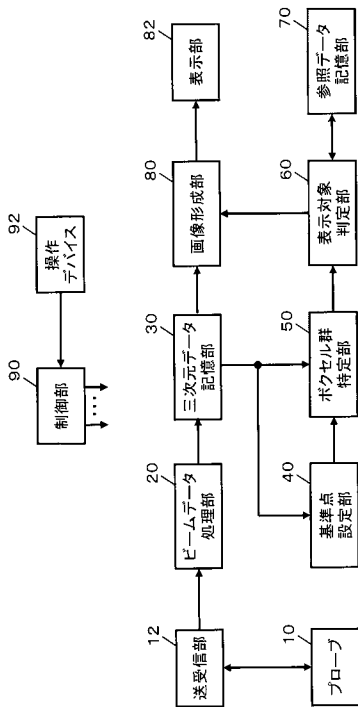 90
制御部
92
操作
デバイス
12
送受信部
20
ビームデータ
処理部
30
三次元データ
記憶部
80
画像形成部
82
表示部
10
プローブ
40
基準点
設定部
50
ボクセル群
特定部
60
表示対象
判定部
70
参照データ
記憶部